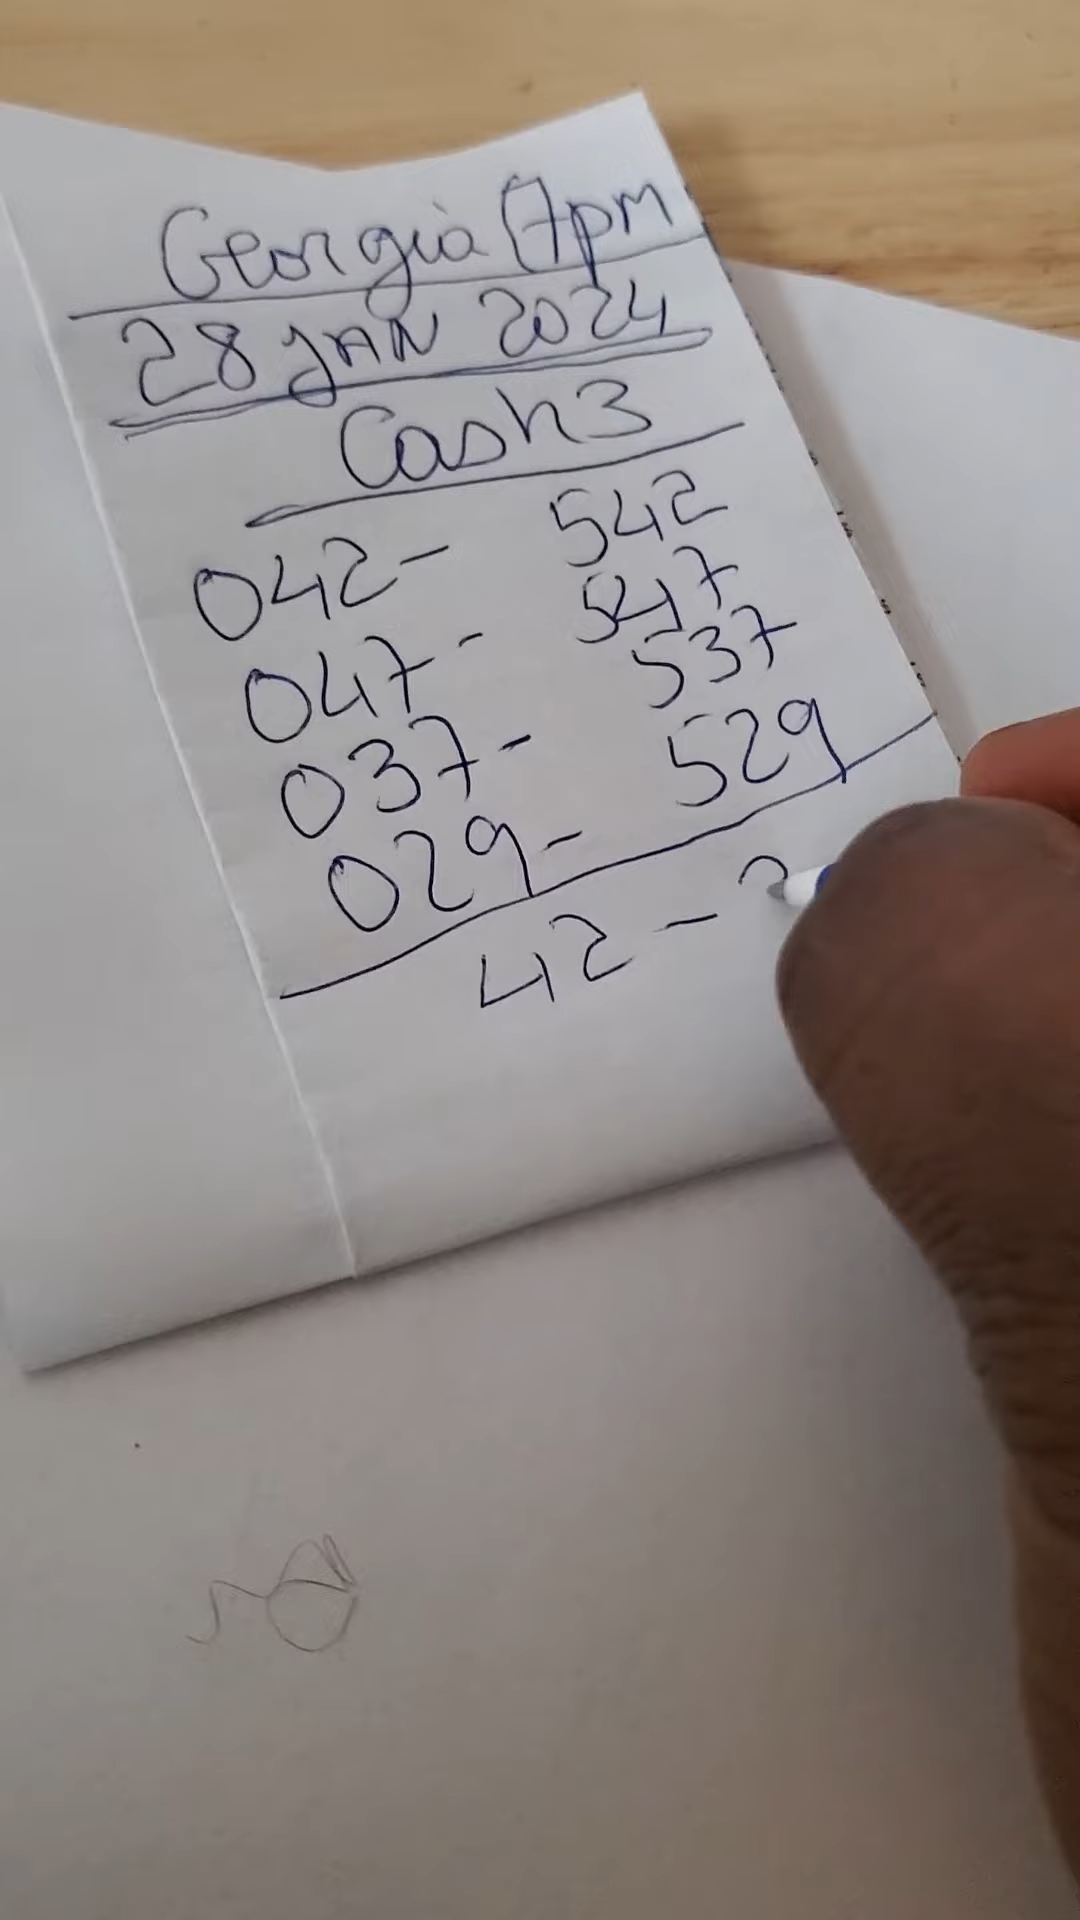 Georgia (7pm
28 JAN 2024
Cash3
042- 542
047- 547
037- 537
029- 529
42 -